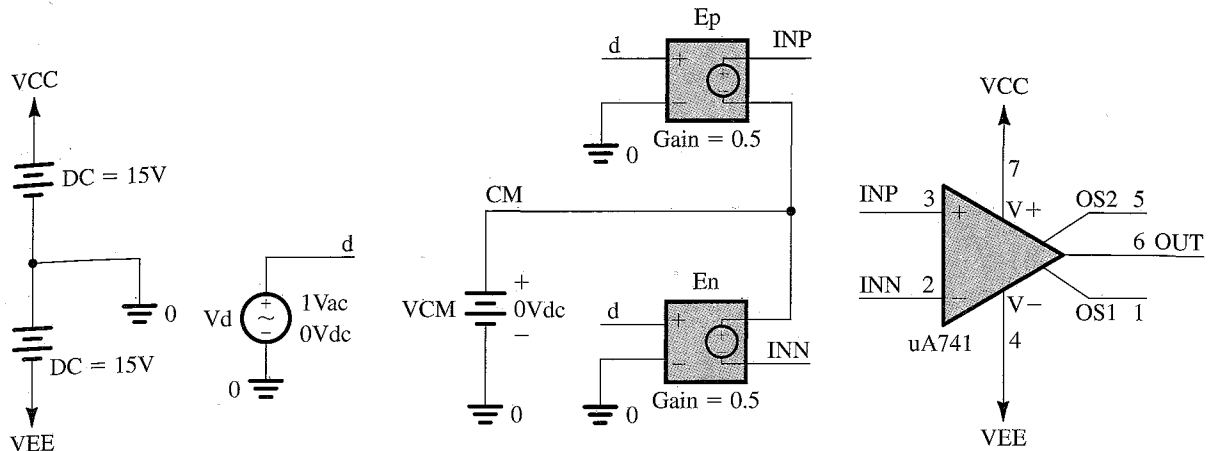 VCC
DC = 15V
0
DC = 15V
VEE
d
Vd
+
~
−
1Vac
0Vdc
0
Ep
d
+
−
+
−
INP
0
Gain = 0.5
CM
VCM
+
0Vdc
−
0
En
d
+
−
+
−
INN
0
Gain = 0.5
VCC
7
INP 3
+
V+
OS2 5
6 OUT
INN 2
−
V−
OS1 1
uA741
4
VEE